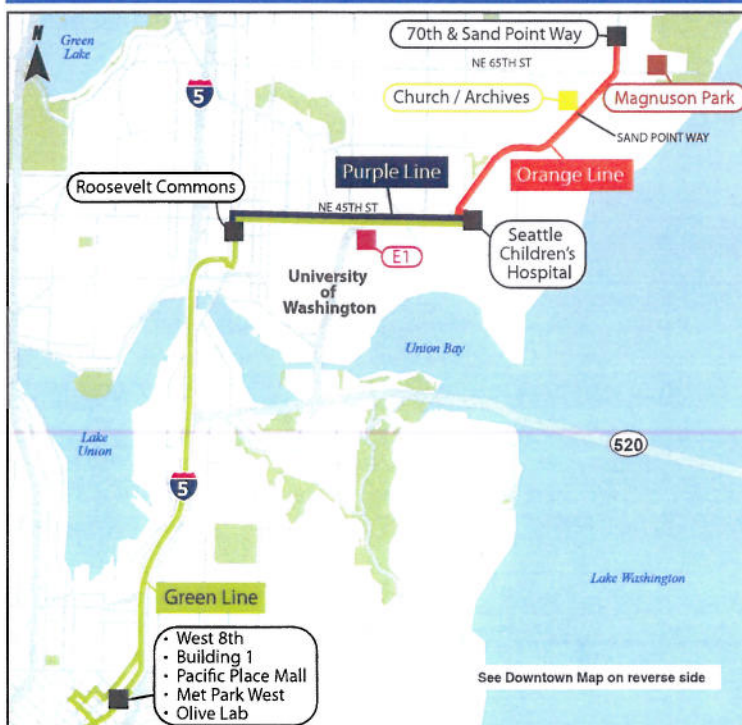 N
Green
Lake
5
70th & Sand Point Way
NE 65TH ST
Church / Archives
Magnuson Park
SAND POINT WAY
Purple Line
Orange Line
Roosevelt Commons
NE 45TH ST
E1
Seattle
Children's
Hospital
University
of
Washington
Union Bay
Lake
Union
520
5
Lake Washington
Green Line
· West 8th
· Building 1
· Pacific Place Mall
· Met Park West
· Olive Lab
See Downtown Map on reverse side